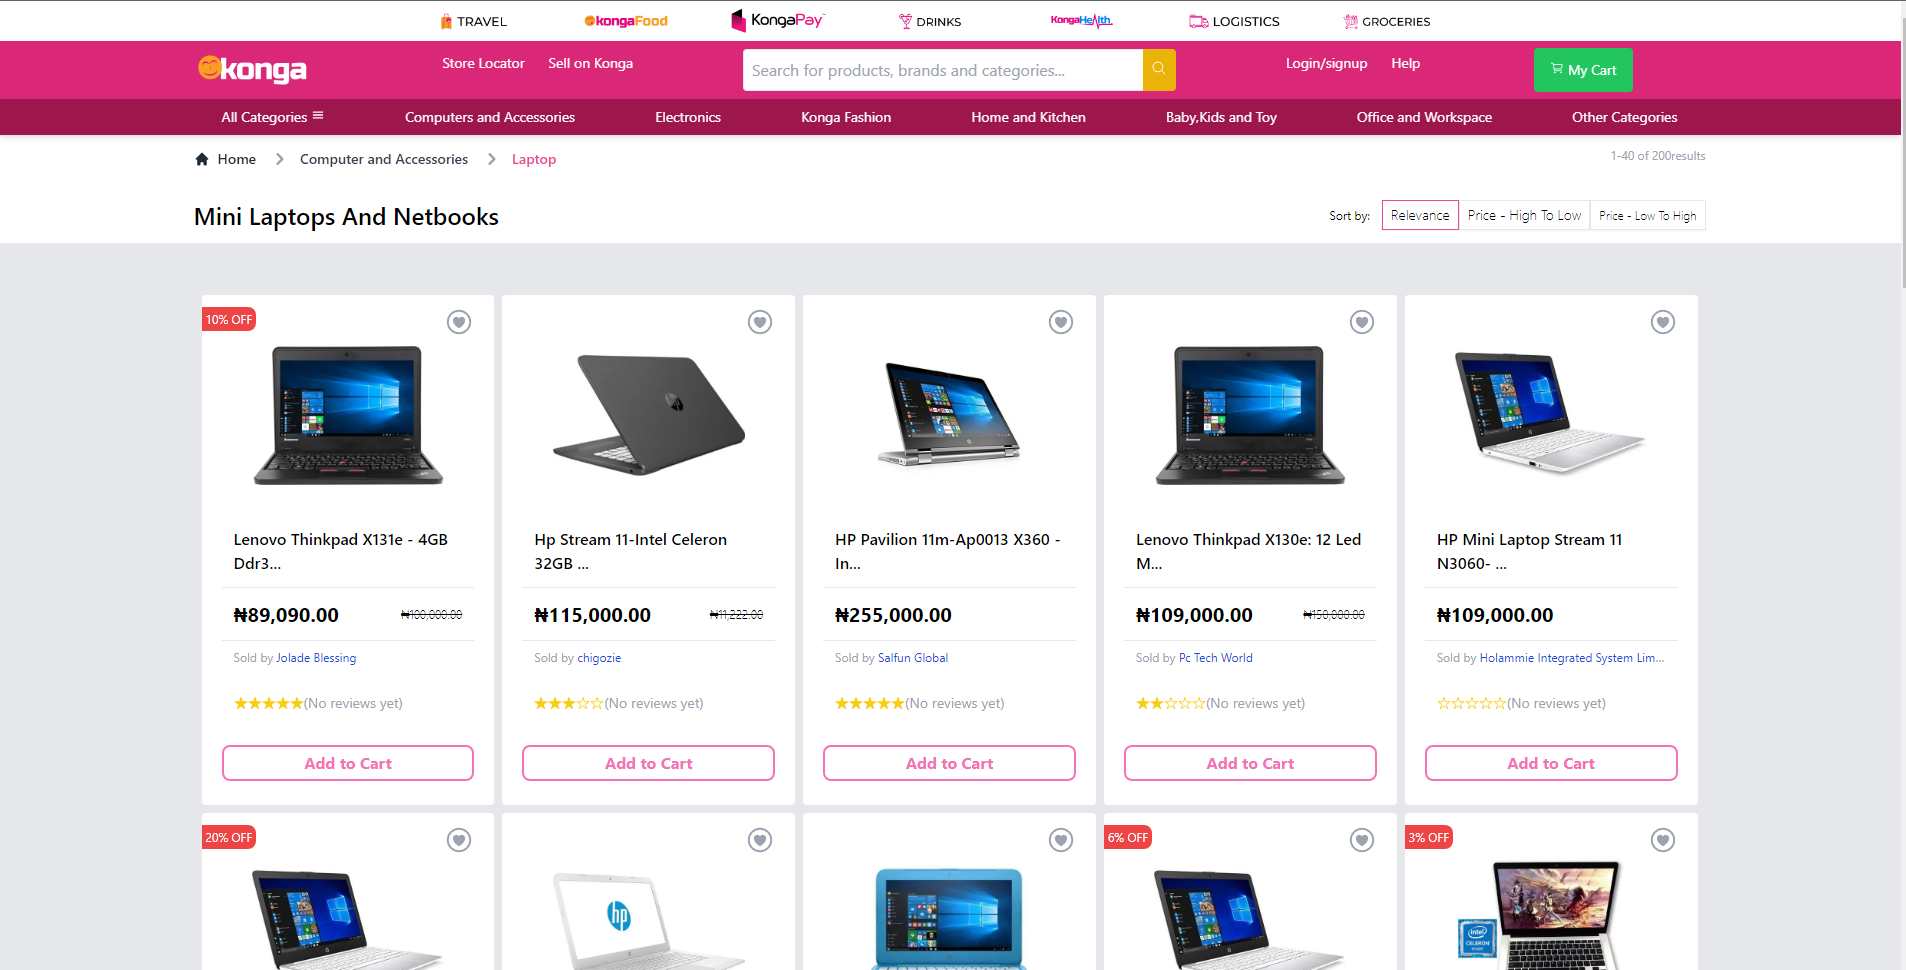 TRAVEL
kongaFood
KongaPay
DRINKS
KongaHealth
LOGISTICS
GROCERIES
konga
Store Locator
Sell on Konga
Search for products, brands and categories...
Login/signup
Help
My Cart
All Categories
Computers and Accessories
Electronics
Konga Fashion
Home and Kitchen
Baby,Kids and Toy
Office and Workspace
Other Categories
Home
Computer and Accessories
Laptop
1-40 of 200results
Mini Laptops And Netbooks
Sort by:
Relevance
Price - High To Low
Price - Low To High
10% OFF
Lenovo Thinkpad X131e - 4GB
Ddr3...
₦89,090.00
₦100,000.00
Sold by Jolade Blessing
★★★★★(No reviews yet)
Add to Cart
Hp Stream 11-Intel Celeron
32GB ...
₦115,000.00
₦11,222.00
Sold by chigozie
★★★☆☆(No reviews yet)
Add to Cart
HP Pavilion 11m-Ap0013 X360 -
In...
₦255,000.00
Sold by Salfun Global
★★★★★(No reviews yet)
Add to Cart
Lenovo Thinkpad X130e: 12 Led
M...
₦109,000.00
₦150,000.00
Sold by Pc Tech World
★★☆☆☆(No reviews yet)
Add to Cart
HP Mini Laptop Stream 11
N3060- ...
₦109,000.00
Sold by Holammie Integrated System Lim...
☆☆☆☆☆(No reviews yet)
Add to Cart
20% OFF
hp
6% OFF
3% OFF
intel
CELERON